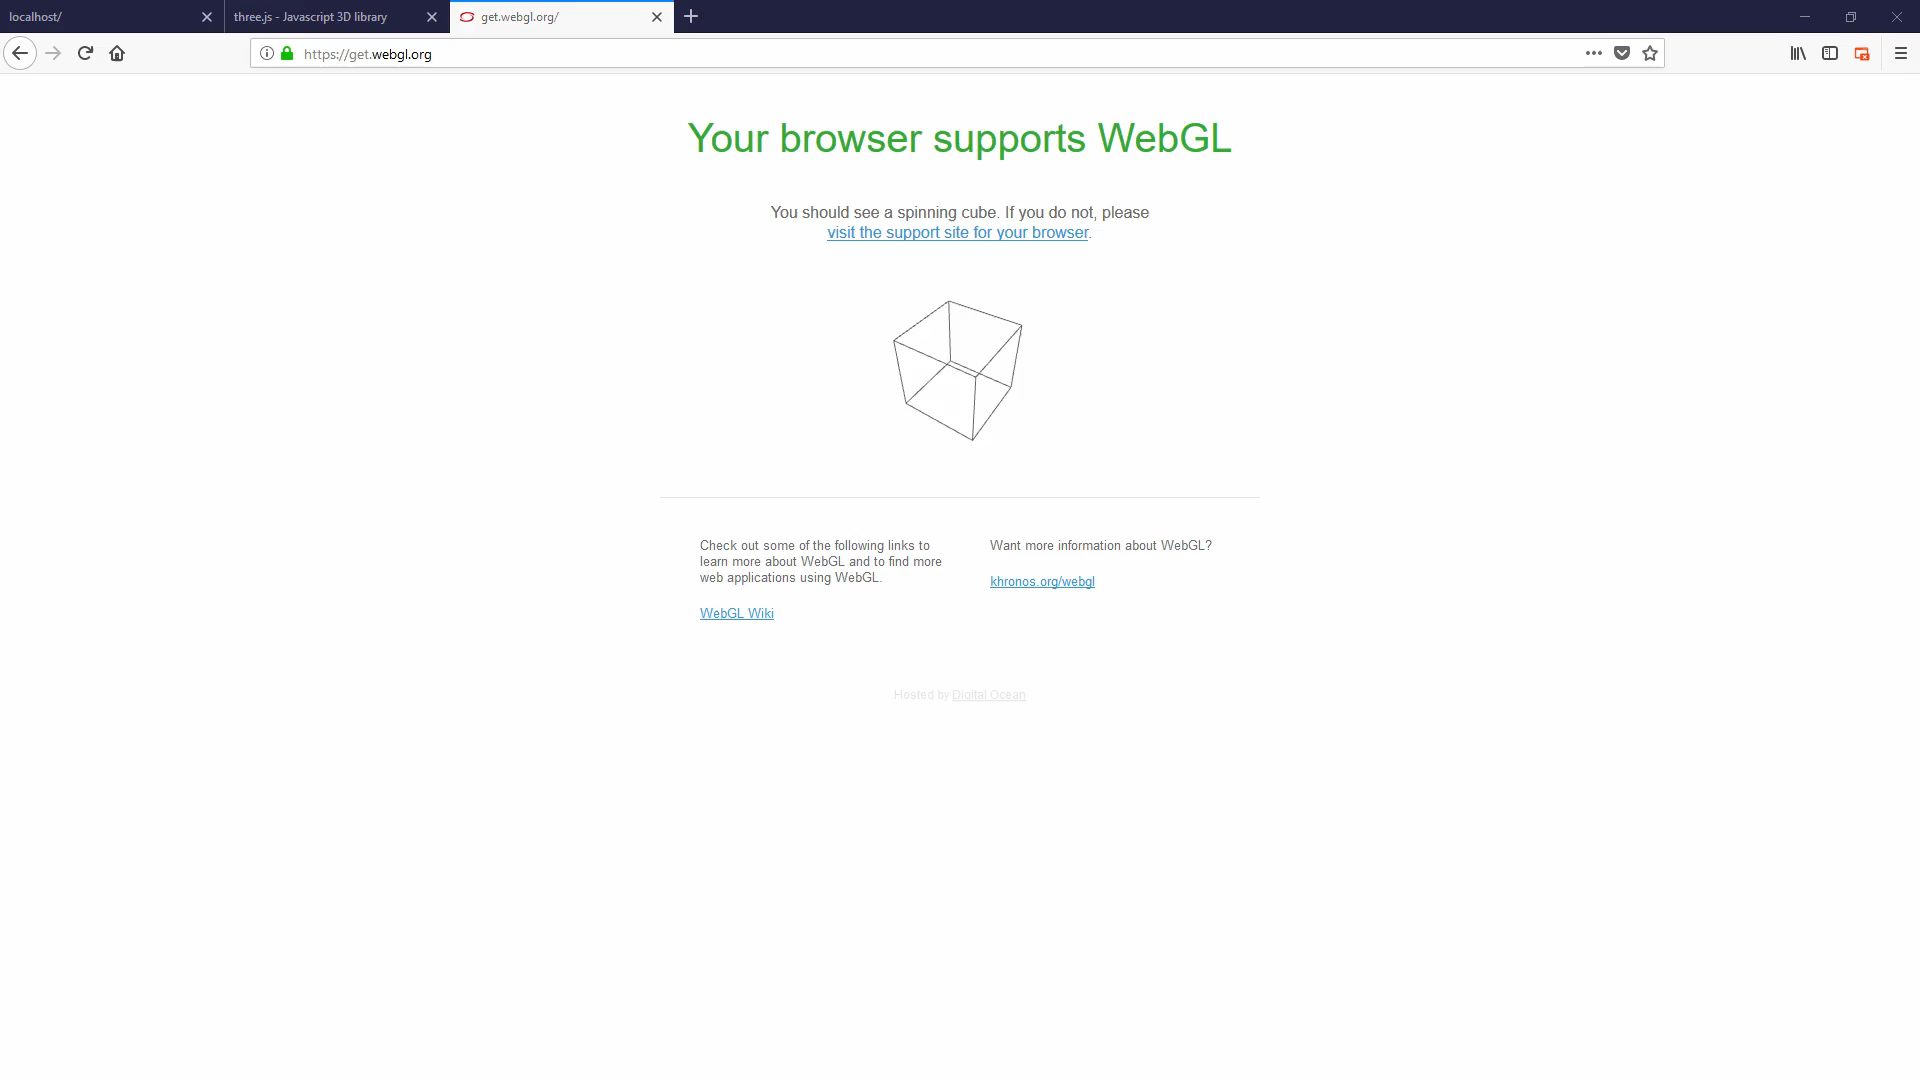 localhost/
three.js - Javascript 3D library
get.webgl.org/
https://get.webgl.org
Your browser supports WebGL
You should see a spinning cube. If you do not, please
visit the support site for your browser.
Check out some of the following links to
learn more about WebGL and to find more
web applications using WebGL.
WebGL Wiki
Want more information about WebGL?
khronos.org/webgl
Hosted by Digital Ocean